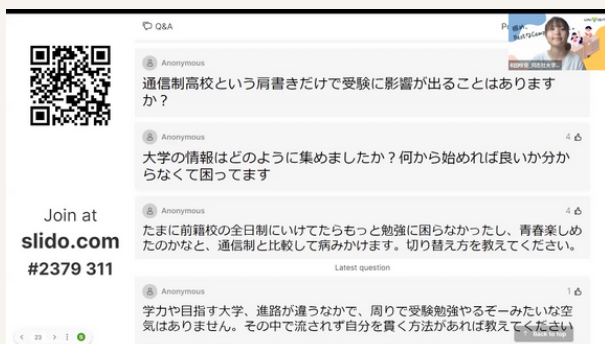 Q&A
Anonymous
通信制高校という肩書きだけで受験に影響が出ることはあります
か？
Anonymous
4
大学の情報はどのように集めましたか？何から始めれば良いか分か
らなくて困ってます
Join at
slido.com
#2379 311
Anonymous
4
たまに前籍校の全日制にいけてたらもっと勉強に困らなかったし、青春楽しめ
たのかなと、通信制と比較して病みかけます。切り替え方を教えてください。
Latest question
Anonymous
1
学力や目指す大学、進路が違うなかで、周りで受験勉強やるぞーみたいな空
気はありません。その中で流されず自分を貫く方法があれば教えてください
Back to top
23